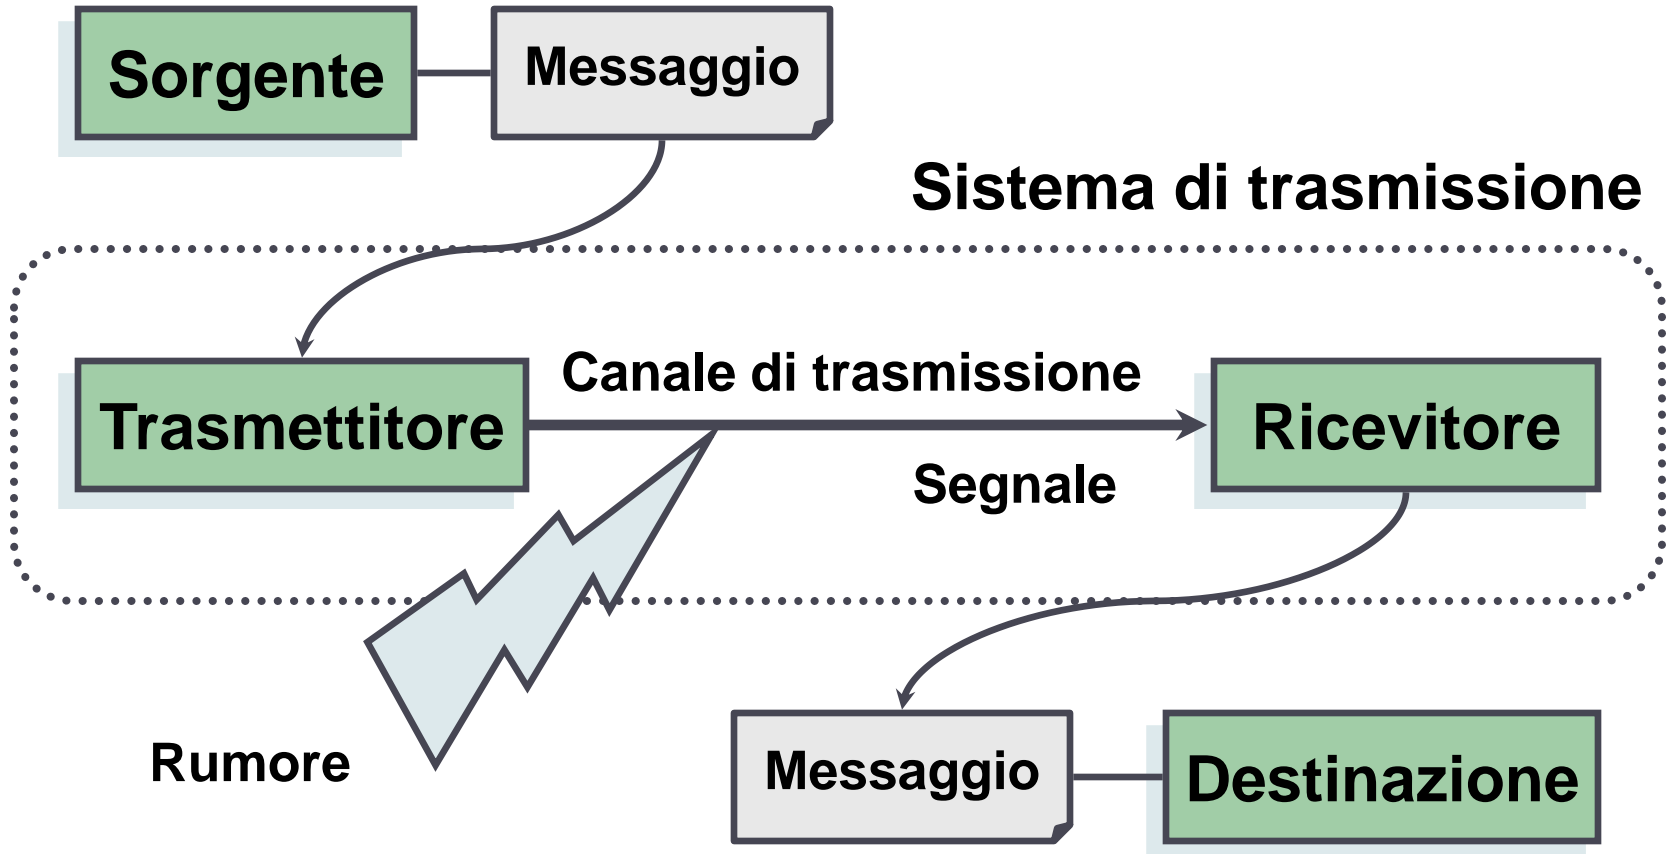 Sorgente
Messaggio
Sistema di trasmissione
Canale di trasmissione
Trasmettitore
Ricevitore
Segnale
Rumore
Messaggio
Destinazione